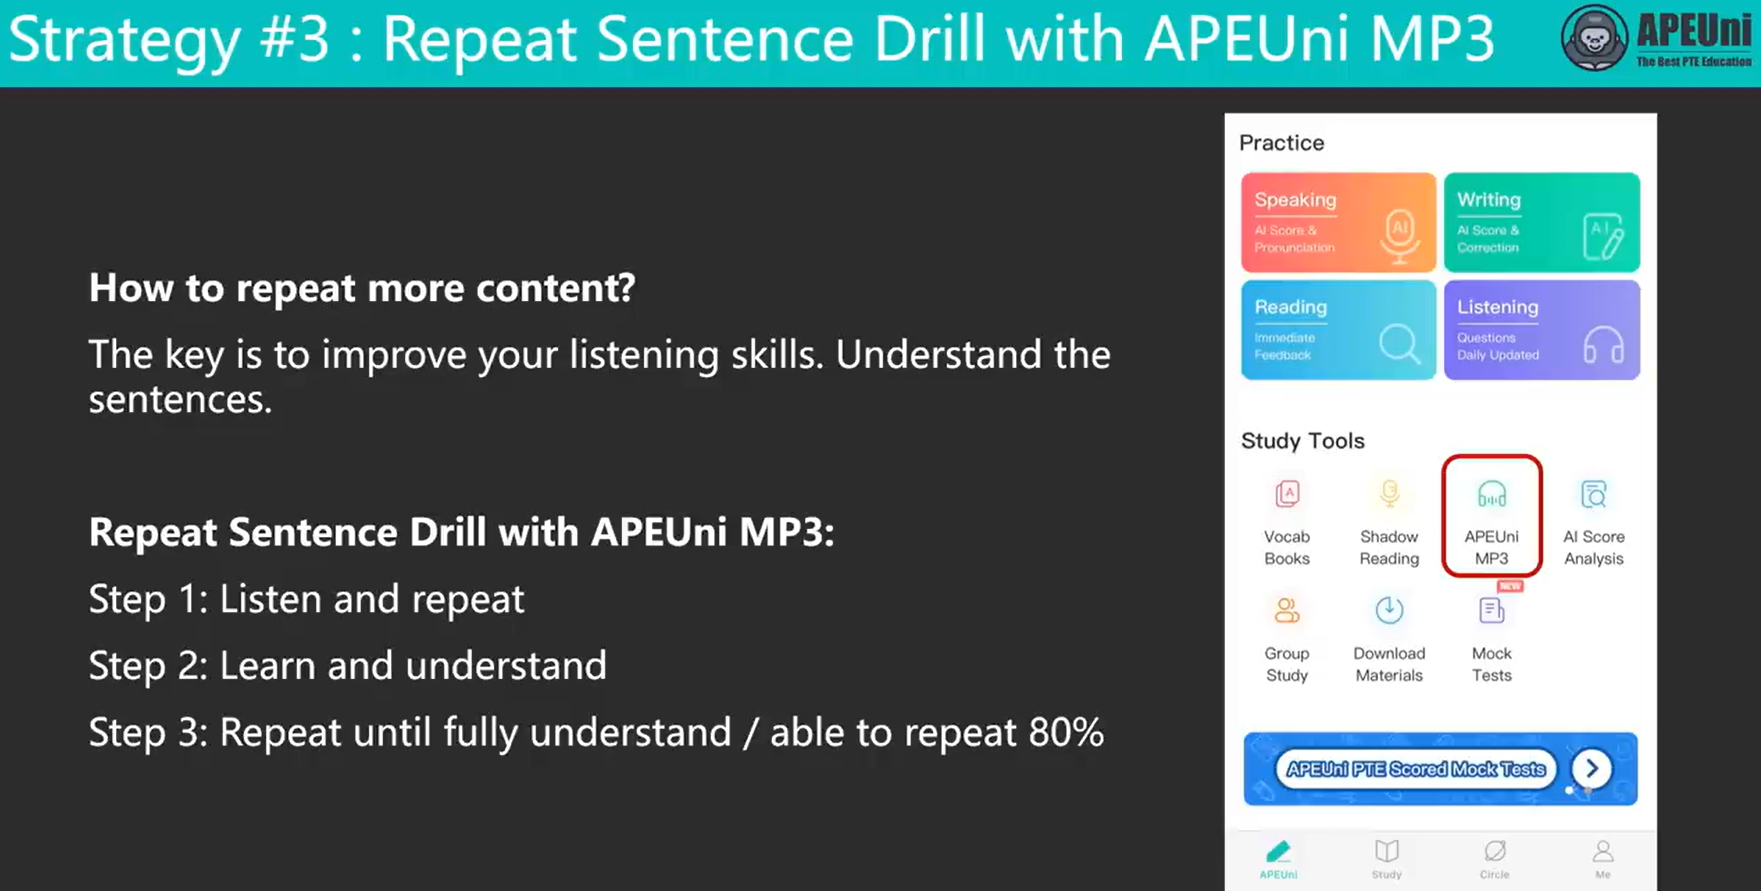 Strategy #3 : Repeat Sentence Drill with APEUni MP3
APEUni
The Best PTE Education
How to repeat more content?
The key is to improve your listening skills. Understand the
sentences.
Repeat Sentence Drill with APEUni MP3:
Step 1: Listen and repeat
Step 2: Learn and understand
Step 3: Repeat until fully understand / able to repeat 80%
Practice
Speaking
AI Score &
Pronunciation
AI
Writing
AI Score &
Correction
AI
Reading
Immediate
Feedback
Listening
Questions
Daily Updated
Study Tools
A
Vocab
Books
Shadow
Reading
APEUni
MP3
AI Score
Analysis
Group
Study
Download
Materials
NEW
Mock
Tests
APEUni PTE Scored Mock Tests
APEUni
Study
Circle
Me